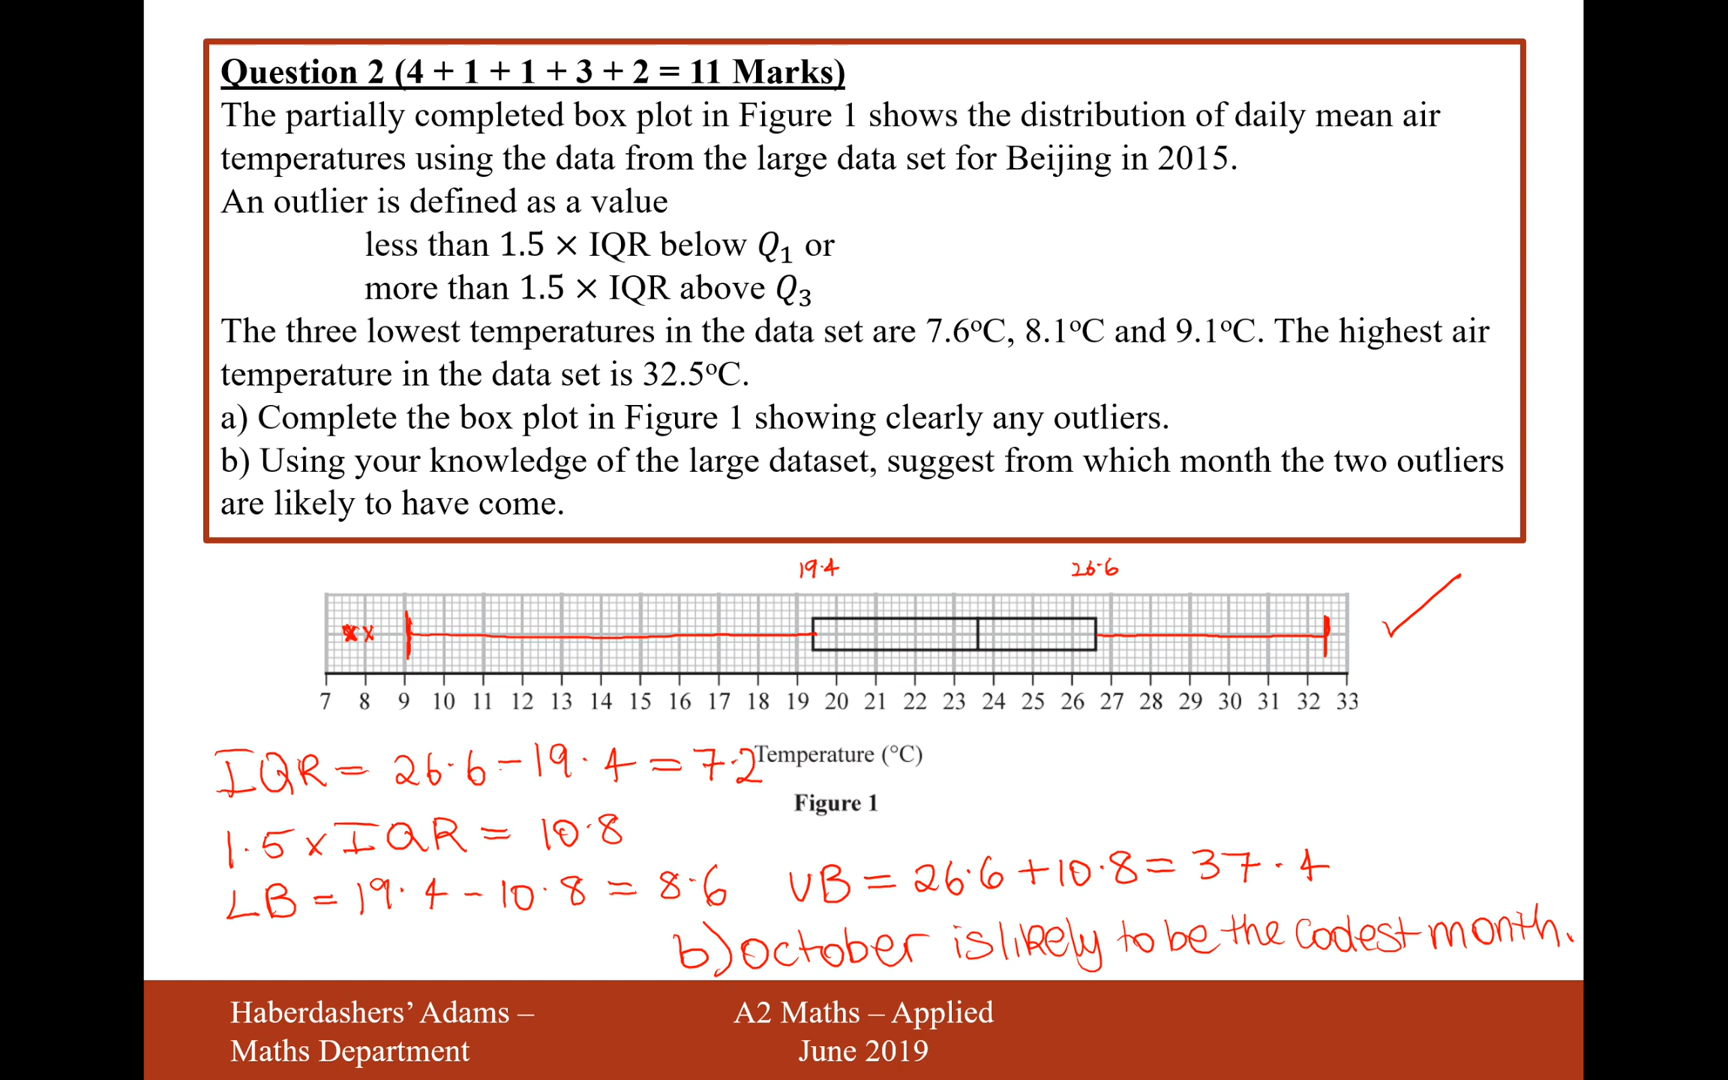 Question 2 (4 + 1 + 1 + 3 + 2 = 11 Marks)
The partially completed box plot in Figure 1 shows the distribution of daily mean air
temperatures using the data from the large data set for Beijing in 2015.
An outlier is defined as a value
less than 1.5 × IQR below Q₁ or
more than 1.5 × IQR above Q₃
The three lowest temperatures in the data set are 7.6°C, 8.1°C and 9.1°C. The highest air
temperature in the data set is 32.5°C.
a) Complete the box plot in Figure 1 showing clearly any outliers.
b) Using your knowledge of the large dataset, suggest from which month the two outliers
are likely to have come.
19.4 26.6
x x
7 8 9 10 11 12 13 14 15 16 17 18 19 20 21 22 23 24 25 26 27 28 29 30 31 32 33
Temperature (°C)
Figure 1
IQR = 26.6 - 19.4 = 7.2
1.5 x IQR = 10.8
LB = 19.4 - 10.8 = 8.6 UB = 26.6 + 10.8 = 37.4
b) October is likely to be the coldest month.
Haberdashers' Adams –
Maths Department
A2 Maths – Applied
June 2019